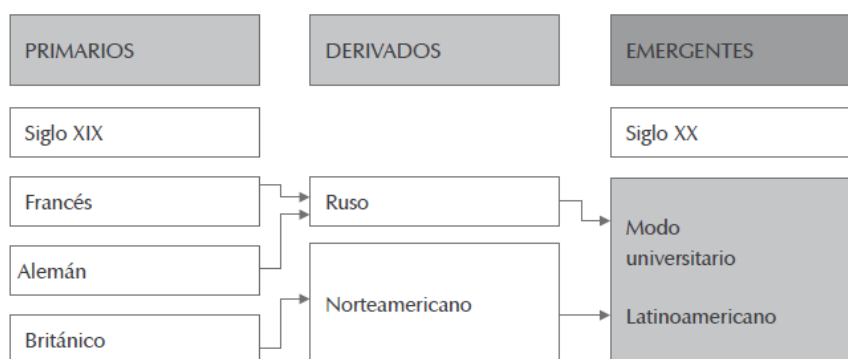 PRIMARIOS
DERIVADOS
EMERGENTES
Siglo XIX
Siglo XX
Francés
Ruso
Alemán
Norteamericano
Británico
Modo
universitario
Latinoamericano